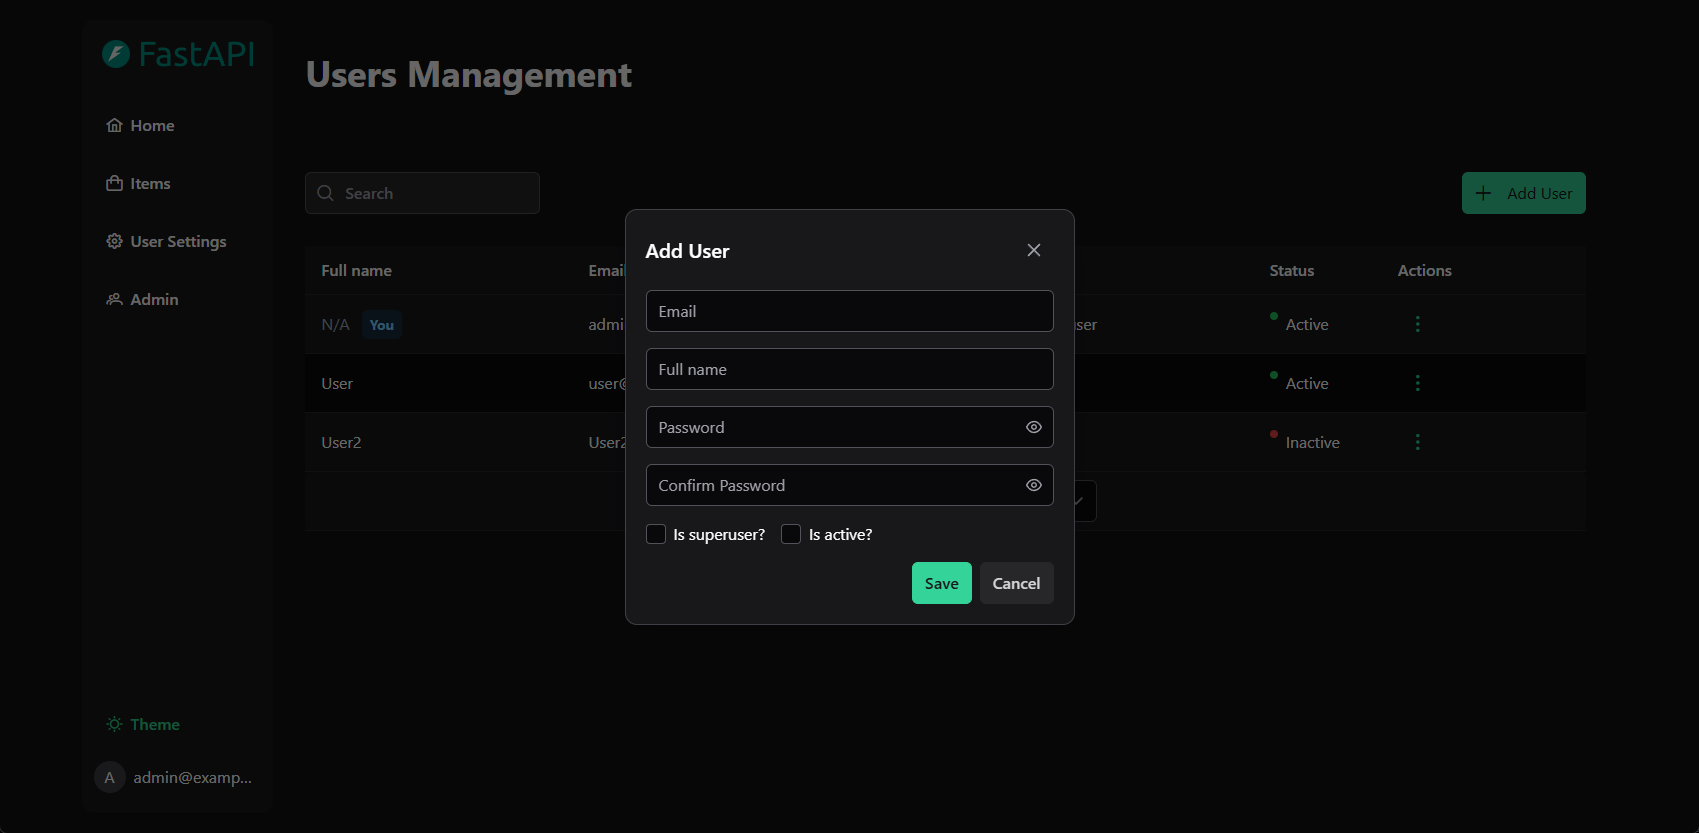 FastAPI
Home
Items
User Settings
Admin
Theme
A admin@examp...
Users Management
Search
Add User
Full name Email Status Actions
N/A You admi ser Active
User user@ Active
User2 User2 Inactive
Add User
Email
Full name
Password
Confirm Password
Is superuser? Is active?
Save Cancel